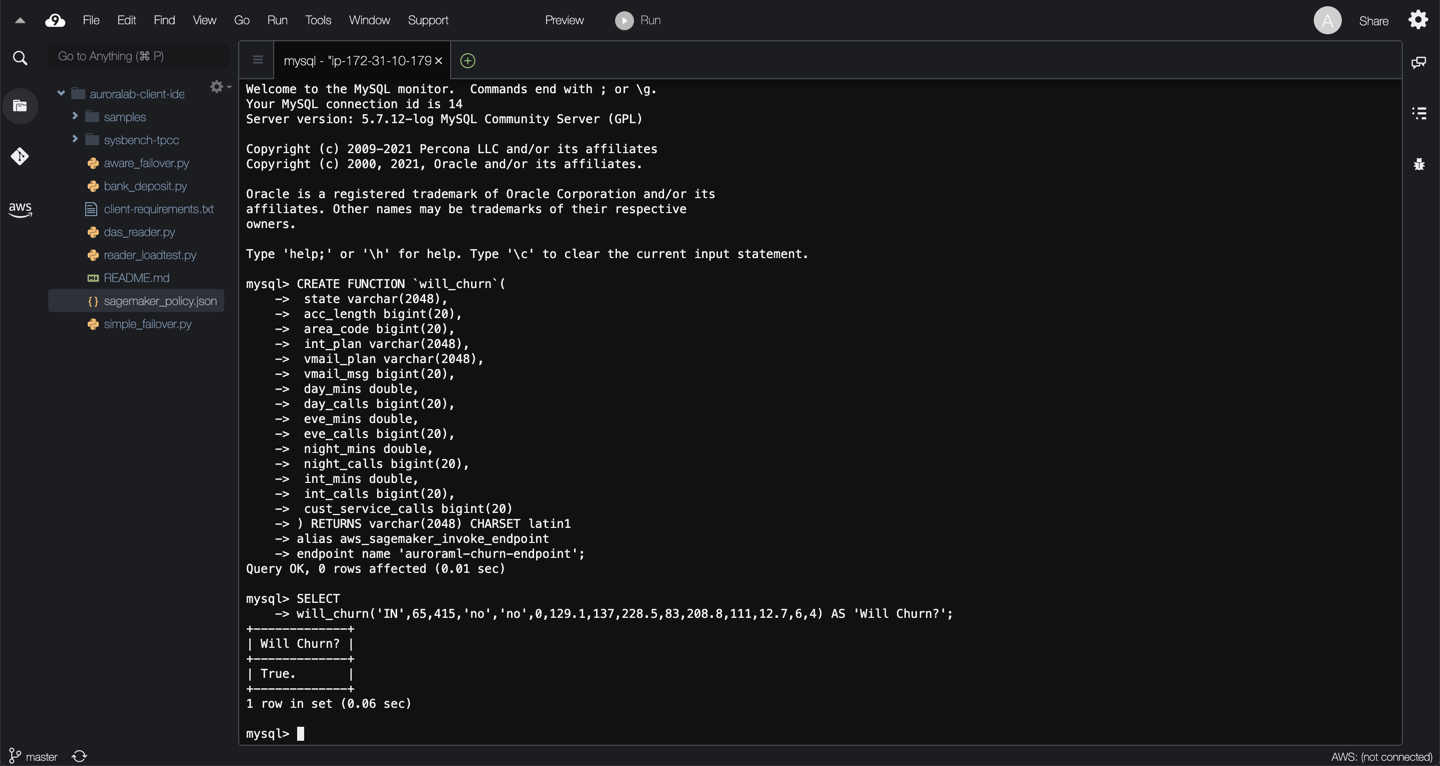 9 File Edit Find View Go Run Tools Window Support Preview Run A Share
Go to Anything (⌘ P)
mysql - "ip-172-31-10-179 ×
auroralab-client-ide
samples
sysbench-tpcc
aware_failover.py
bank_deposit.py
client-requirements.txt
das_reader.py
reader_loadtest.py
README.md
{ } sagemaker_policy.json
simple_failover.py
aws
Welcome to the MySQL monitor.  Commands end with ; or \g.
Your MySQL connection id is 14
Server version: 5.7.12-log MySQL Community Server (GPL)
Copyright (c) 2009-2021 Percona LLC and/or its affiliates
Copyright (c) 2000, 2021, Oracle and/or its affiliates.
Oracle is a registered trademark of Oracle Corporation and/or its
affiliates. Other names may be trademarks of their respective
owners.
Type 'help;' or '\h' for help. Type '\c' to clear the current input statement.
mysql> CREATE FUNCTION `will_churn`(
    ->  state varchar(2048),
    ->  acc_length bigint(20),
    ->  area_code bigint(20),
    ->  int_plan varchar(2048),
    ->  vmail_plan varchar(2048),
    ->  vmail_msg bigint(20),
    ->  day_mins double,
    ->  day_calls bigint(20),
    ->  eve_mins double,
    ->  eve_calls bigint(20),
    ->  night_mins double,
    ->  night_calls bigint(20),
    ->  int_mins double,
    ->  int_calls bigint(20),
    ->  cust_service_calls bigint(20)
    -> ) RETURNS varchar(2048) CHARSET latin1
    -> alias aws_sagemaker_invoke_endpoint
    -> endpoint name 'auroraml-churn-endpoint';
Query OK, 0 rows affected (0.01 sec)
mysql> SELECT
    -> will_churn('IN',65,415,'no','no',0,129.1,137,228.5,83,208.8,111,12.7,6,4) AS 'Will Churn?';
+-------------+
| Will Churn? |
+-------------+
| True.       |
+-------------+
1 row in set (0.06 sec)
mysql>
master
AWS: (not connected)